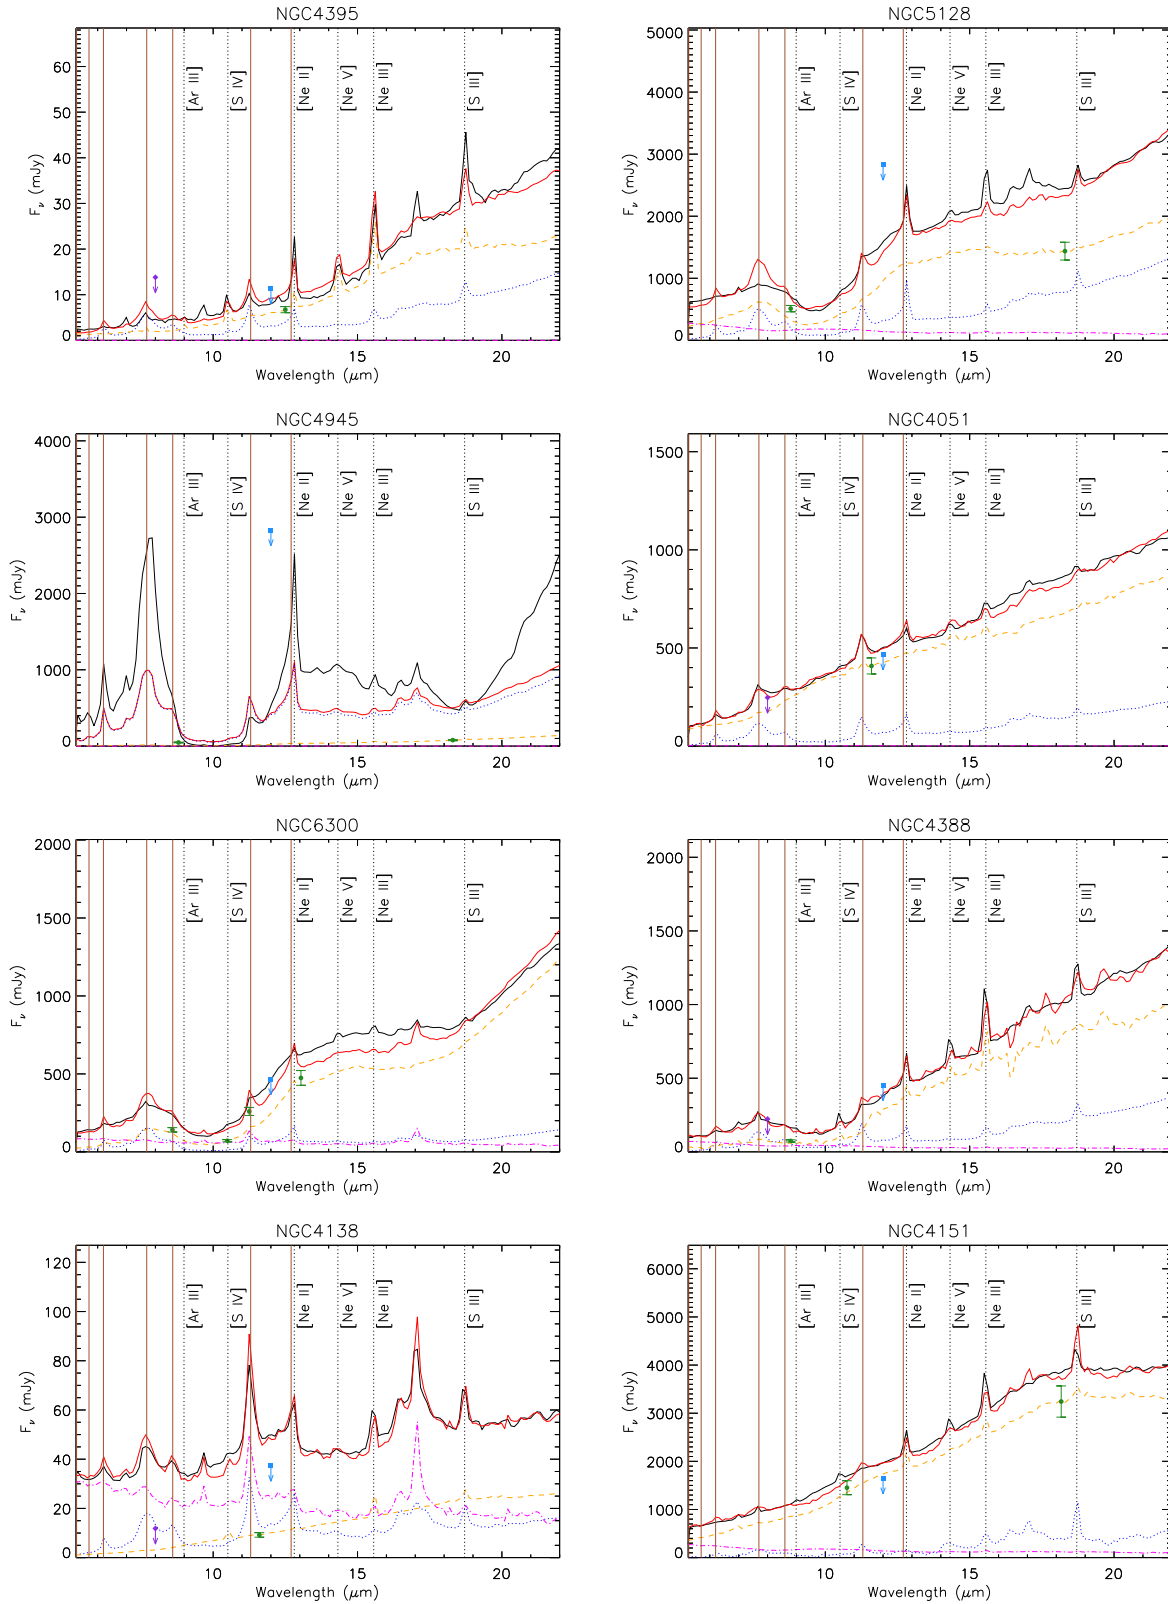 NGC4395
60
50
40
30
20
10
0
F_ν (mJy)
[Ar III]
[S IV]
[Ne II]
[Ne V]
[Ne III]
[S III]
10
15
20
Wavelength (μm)
NGC5128
5000
4000
3000
2000
1000
0
F_ν (mJy)
[Ar III]
[S IV]
[Ne II]
[Ne V]
[Ne III]
[S III]
10
15
20
Wavelength (μm)
NGC4945
4000
3000
2000
1000
0
F_ν (mJy)
[Ar III]
[S IV]
[Ne II]
[Ne V]
[Ne III]
[S III]
10
15
20
Wavelength (μm)
NGC4051
1500
1000
500
0
F_ν (mJy)
[Ar III]
[S IV]
[Ne II]
[Ne V]
[Ne III]
[S III]
10
15
20
Wavelength (μm)
NGC6300
2000
1500
1000
500
0
F_ν (mJy)
[Ar III]
[S IV]
[Ne II]
[Ne V]
[Ne III]
[S III]
10
15
20
Wavelength (μm)
NGC4388
2000
1500
1000
500
0
F_ν (mJy)
[Ar III]
[S IV]
[Ne II]
[Ne V]
[Ne III]
[S III]
10
15
20
Wavelength (μm)
NGC4138
120
100
80
60
40
20
0
F_ν (mJy)
[Ar III]
[S IV]
[Ne II]
[Ne V]
[Ne III]
[S III]
10
15
20
Wavelength (μm)
NGC4151
6000
5000
4000
3000
2000
1000
0
F_ν (mJy)
[Ar III]
[S IV]
[Ne II]
[Ne V]
[Ne III]
[S III]
10
15
20
Wavelength (μm)